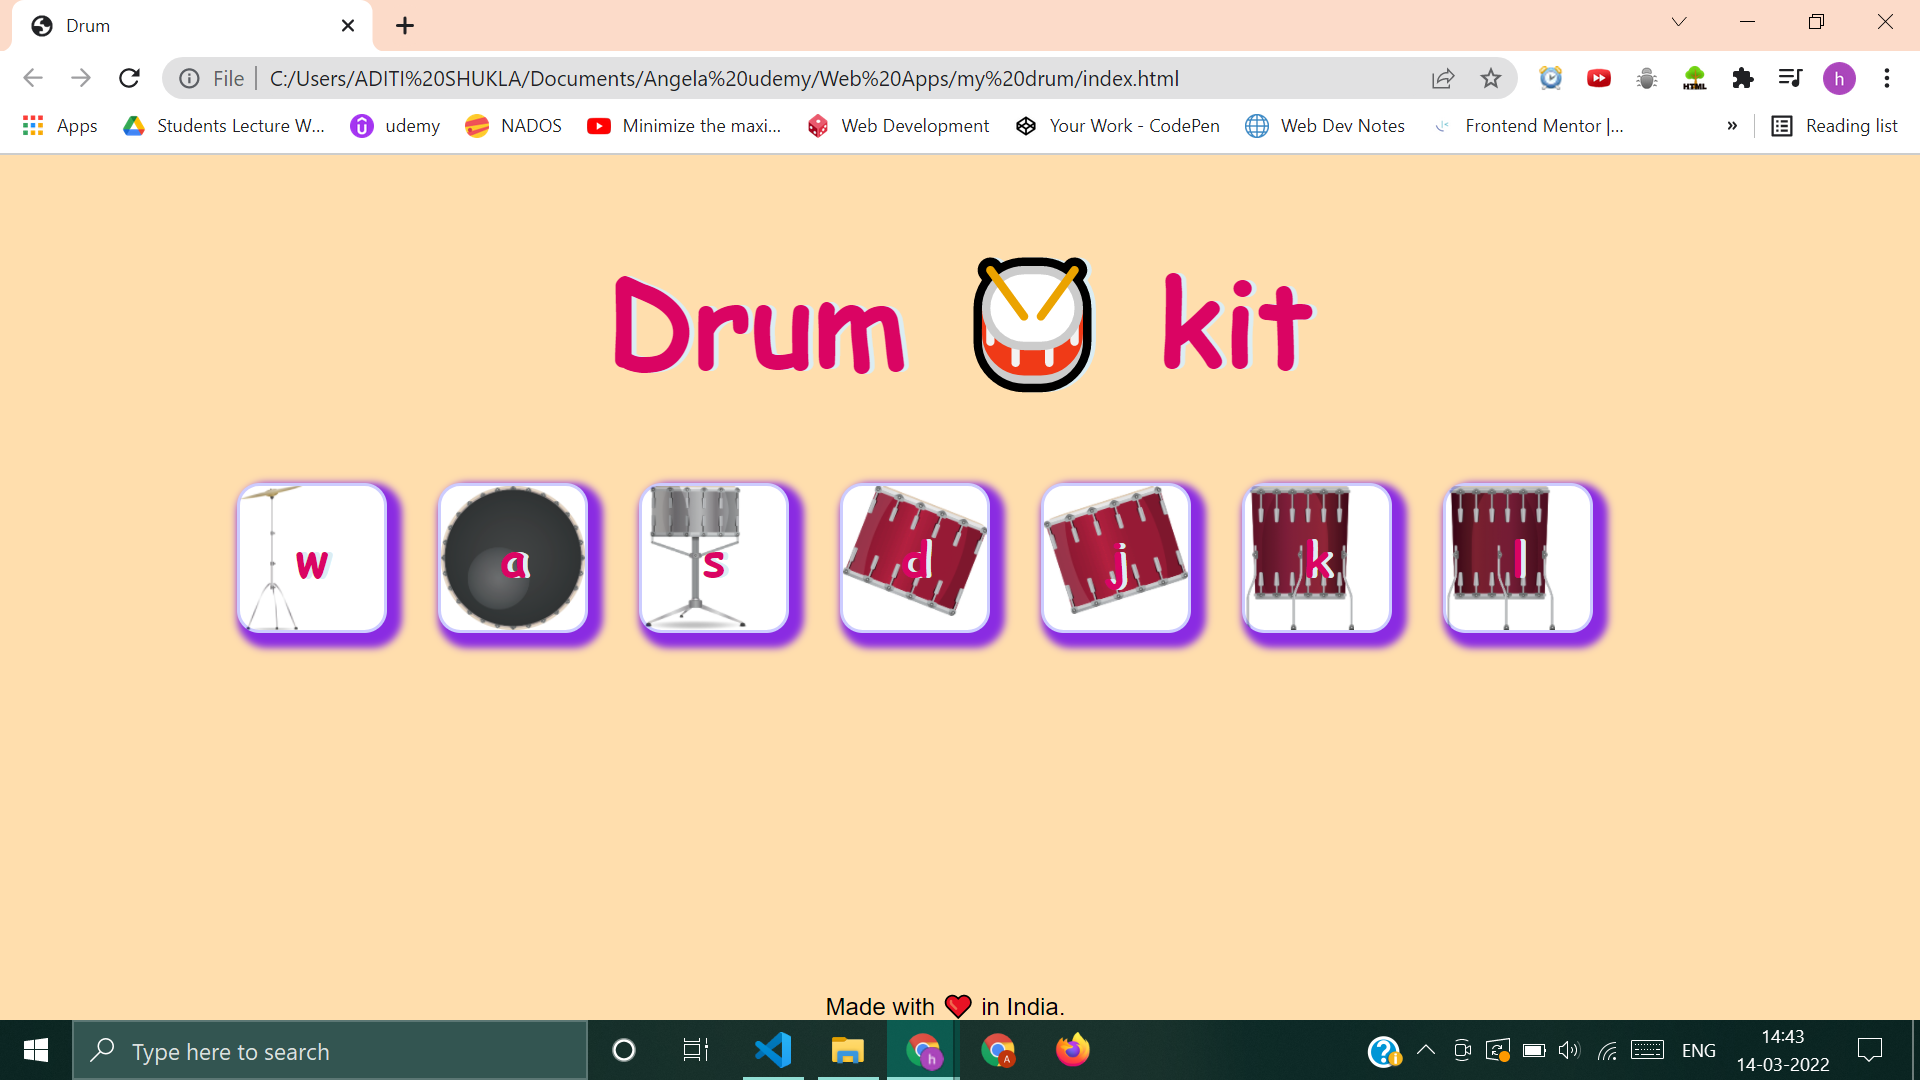 Drum
File | C:/Users/ADITI%20SHUKLA/Documents/Angela%20udemy/Web%20Apps/my%20drum/index.html
h
Apps
Students Lecture W...
udemy
NADOS
Minimize the maxi...
Web Development
Your Work - CodePen
Web Dev Notes
Frontend Mentor |...
»
Reading list
HTML
Drum kit
w a s d j k l
Made with ❤ in India.
Type here to search
h
A
ENG
14:43
14-03-2022